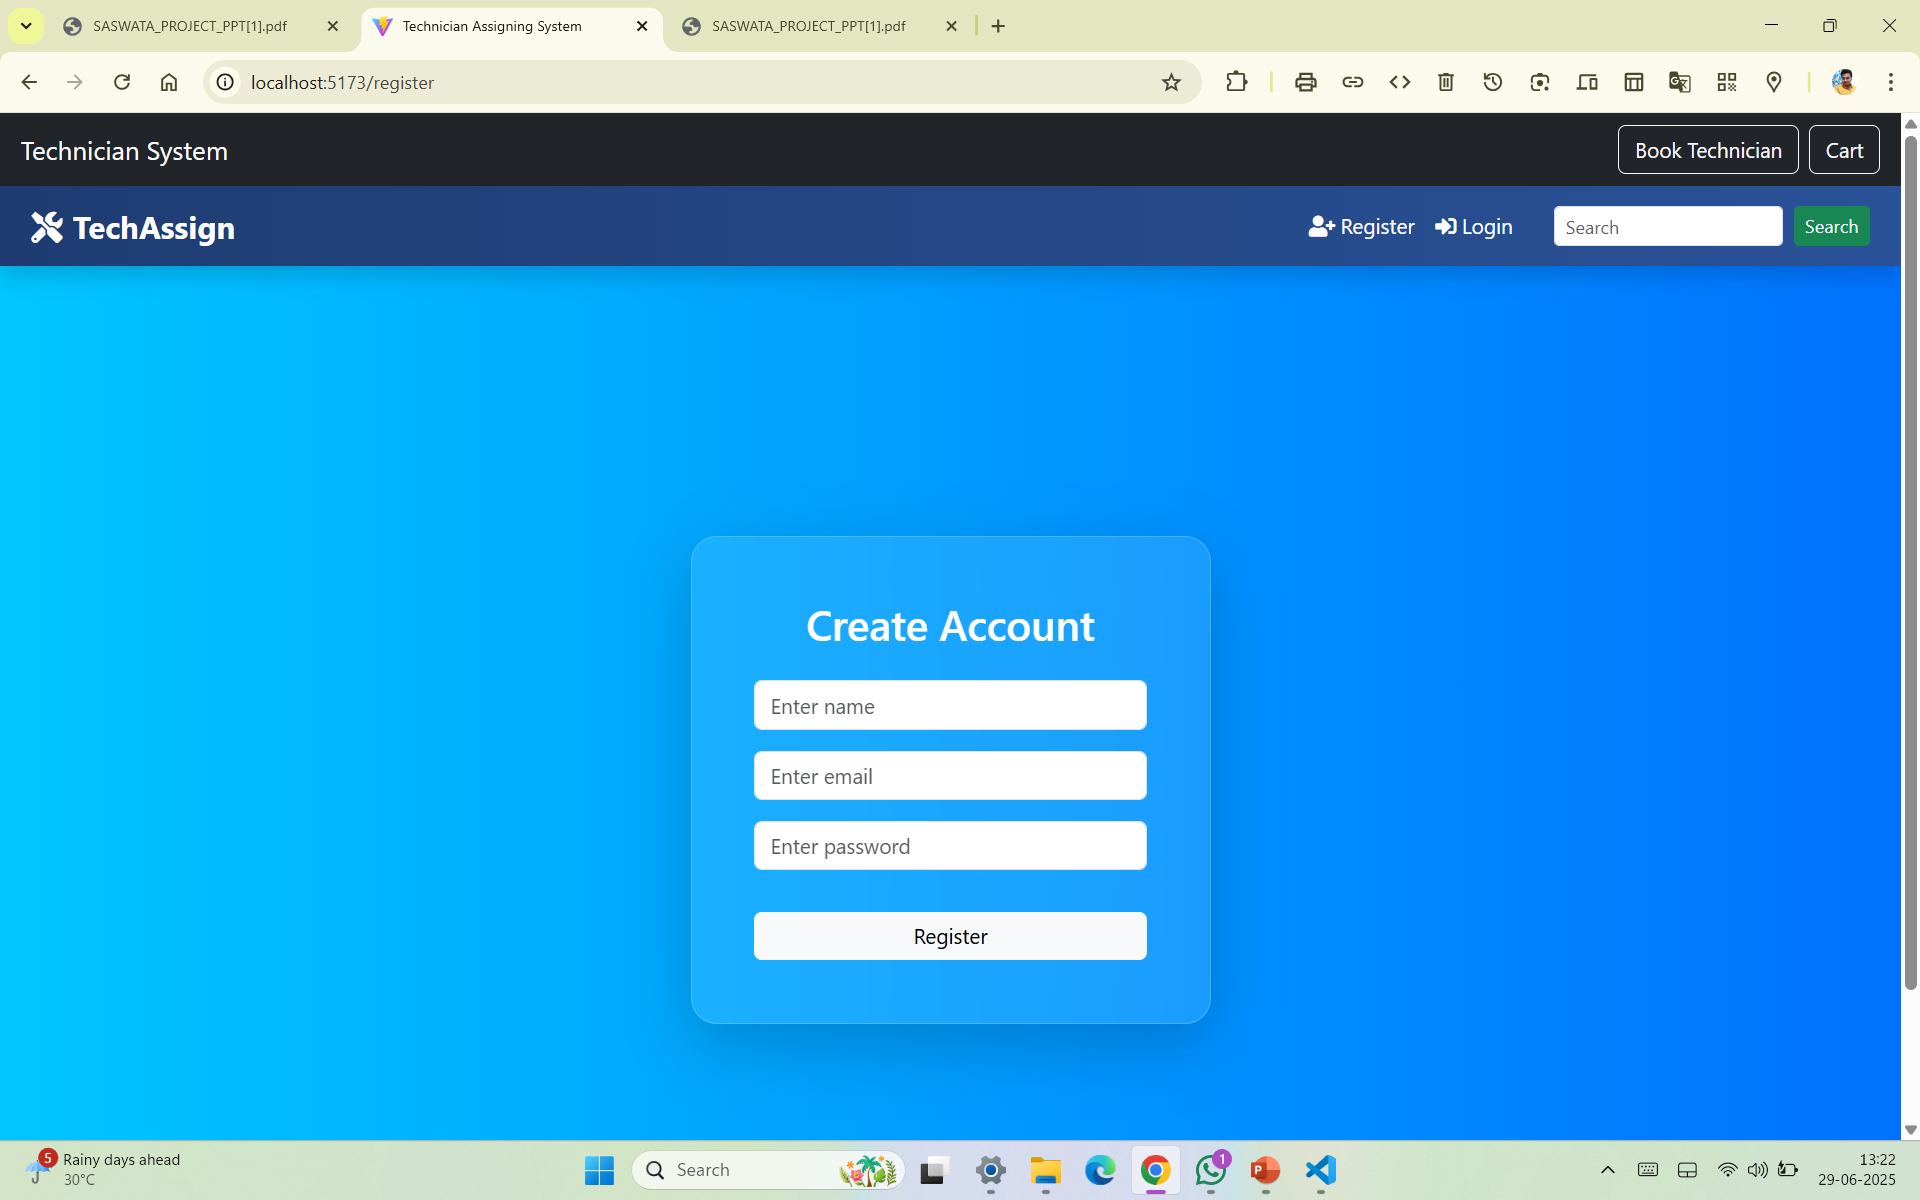 SASWATA_PROJECT_PPT[1].pdf
Technician Assigning System
SASWATA_PROJECT_PPT[1].pdf
localhost:5173/register
Technician System
Book Technician
Cart
TechAssign
Register
Login
Search
Search
Create Account
Enter name
Enter email
Enter password
Register
5
Rainy days ahead
30°C
Search
1
P
13:22
29-06-2025